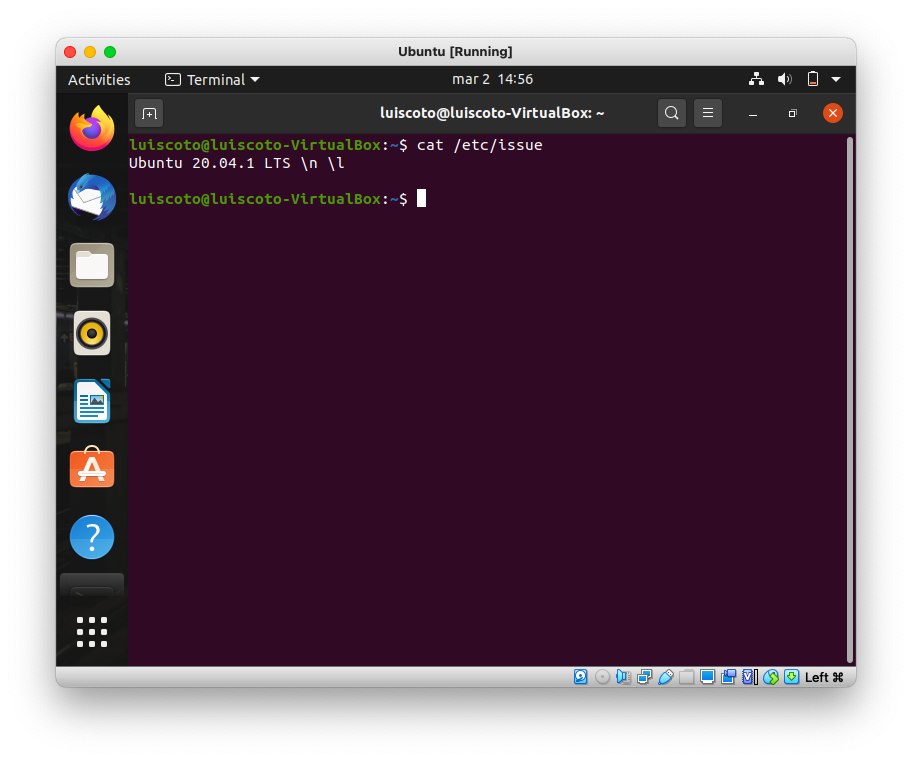 Ubuntu [Running]
Activities Terminal mar 2 14:56
luiscoto@luiscoto-VirtualBox: ~
luiscoto@luiscoto-VirtualBox:~$ cat /etc/issue
Ubuntu 20.04.1 LTS \n \l
luiscoto@luiscoto-VirtualBox:~$
Left ⌘